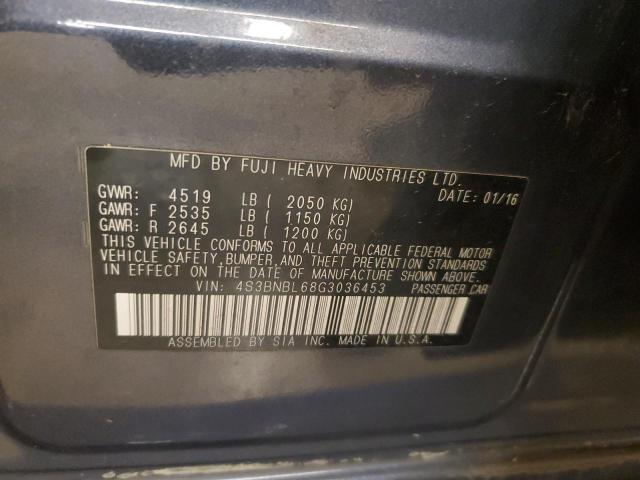 MFD BY FUJI HEAVY INDUSTRIES LTD.
GVWR: 4519 LB ( 2050 KG) DATE: 01/16
GAWR: F 2535 LB ( 1150 KG)
GAWR: R 2645 LB ( 1200 KG)
THIS VEHICLE CONFORMS TO ALL APPLICABLE FEDERAL MOTOR
VEHICLE SAFETY, BUMPER, AND THEFT PREVENTION STANDARDS
IN EFFECT ON THE DATE OF MANUFACTURE SHOWN ABOVE.
VIN: 4S3BNBL68G3036453 PASSENGER CAR
ASSEMBLED BY SIA INC. MADE IN U.S.A.